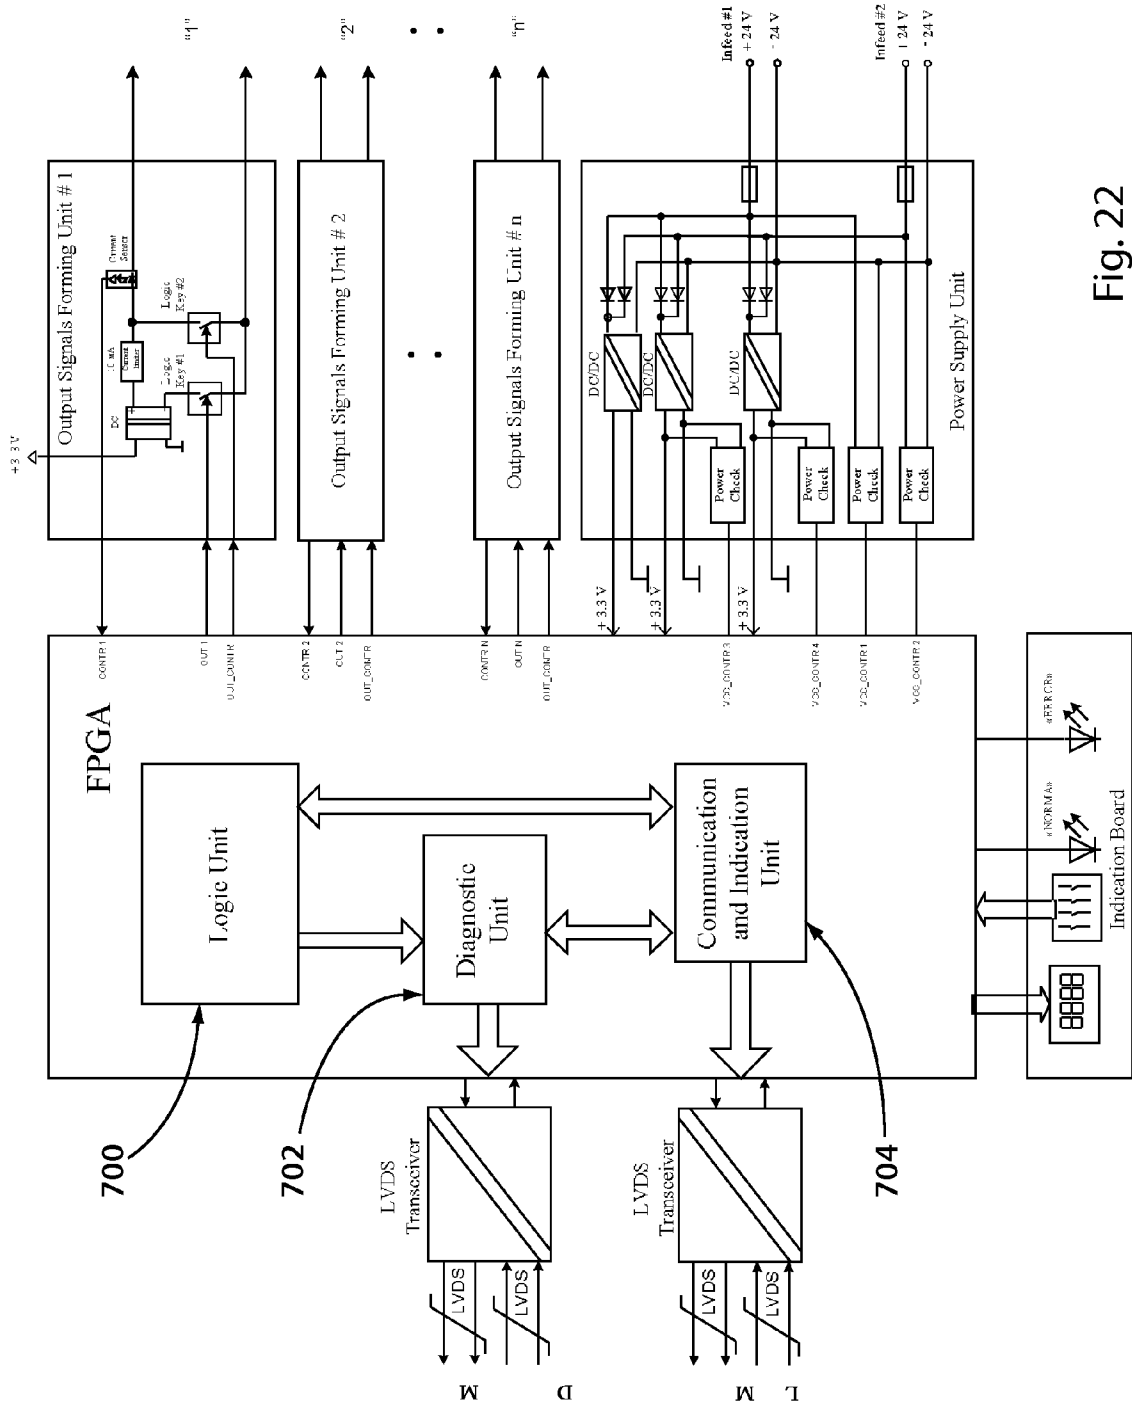 "1"
"2"
"n"
Infeed #1
+ 24 V
- 24 V
Infeed #2
+ 24 V
- 24 V
Output Signals Forming Unit # 1
Current
Sensor
Logic
Key #2
10 MA
Current
limiter
Logic
Key #1
DC
+3.3V
Output Signals Forming Unit # 2
Output Signals Forming Unit # n
DC/DC
DC/DC
DC/DC
Power
Check
Power
Check
Power
Check
Power
Check
Power Supply Unit
+ 3.3 V
+ 3.3 V
+ 3.3 V
CONTR 1
OUT 1
OUT_CONTR
CONTR 2
OUT 2
OUT_CONTR
CONTR N
OUT N
OUT_CONTR
VCC_CONTR 3
VCC_CONTR 4
VCC_CONTR 1
VCC_CONTR 2
FPGA
Logic Unit
Diagnostic
Unit
Communication
and Indication
Unit
700
702
704
LVDS
Transceiver
LVDS
Transceiver
LVDS
LVDS
LVDS
LVDS
M
D
M
L
8888
«NORMA»
«ERROR»
Indication Board
Fig. 22